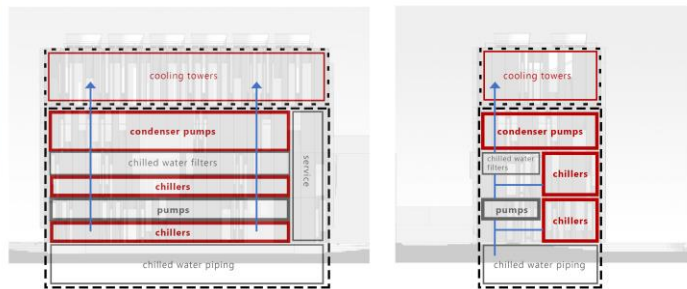 cooling towers
condenser pumps
chilled water filters
chillers
pumps
chillers
service
chilled water piping
cooling towers
condenser pumps
chilled water
filters
chillers
pumps
chillers
chilled water piping